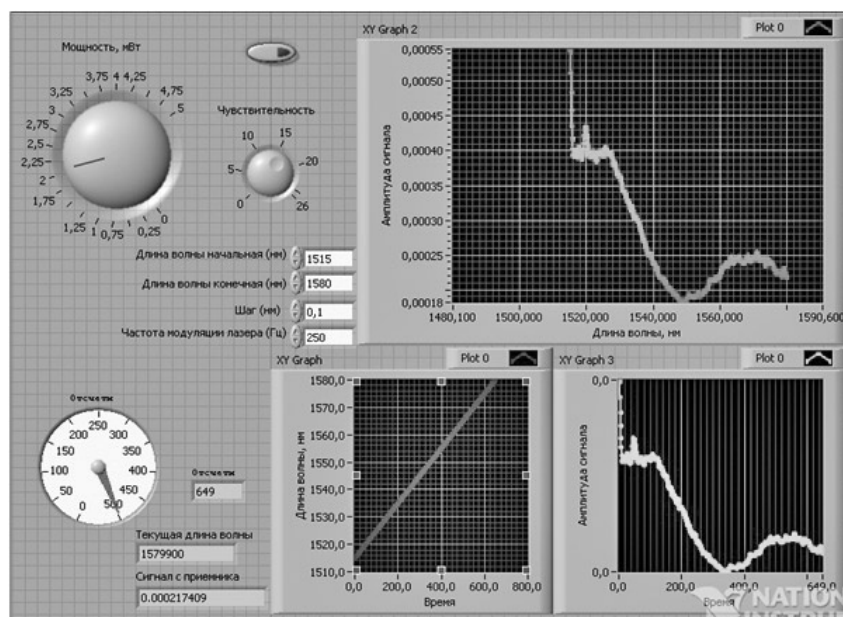 Мощность, мВт
3,75 4 4,25
3,25 4,75
3 5
2,75
2,5
2,25
2
1,75
1,25 1 0,75 0,25 0
Чувствительность
10 15
5 20
0 26
Длина волны начальная (нм) 1515
Длина волны конечная (нм) 1580
Шаг (нм) 0,1
Частота модуляции лазера (Гц) 250
XY Graph 2 Plot 0
Амплитуда сигнала
0,00055
0,00050
0,00045
0,00040
0,00035
0,00030
0,00025
0,00018
1480,100 1500,000 1520,000 1540,000 1560,000 1590,600
Длина волны, нм
Отсчеты
250
200 300
150 350
100 400
50 450
0 500
Отсчеты
649
Текущая длина волны
1579900
Сигнал с приемника
0.000217409
XY Graph Plot 0
Длина волны, нм
1580,0
1570,0
1560,0
1550,0
1540,0
1530,0
1520,0
1510,0
0,0 200,0 400,0 600,0 800,0
Время
XY Graph 3 Plot 0
Амплитуда сигнала
0,0
0,0
0,0 200,0 400,0 649,0
Время
NATION
INSTRUM